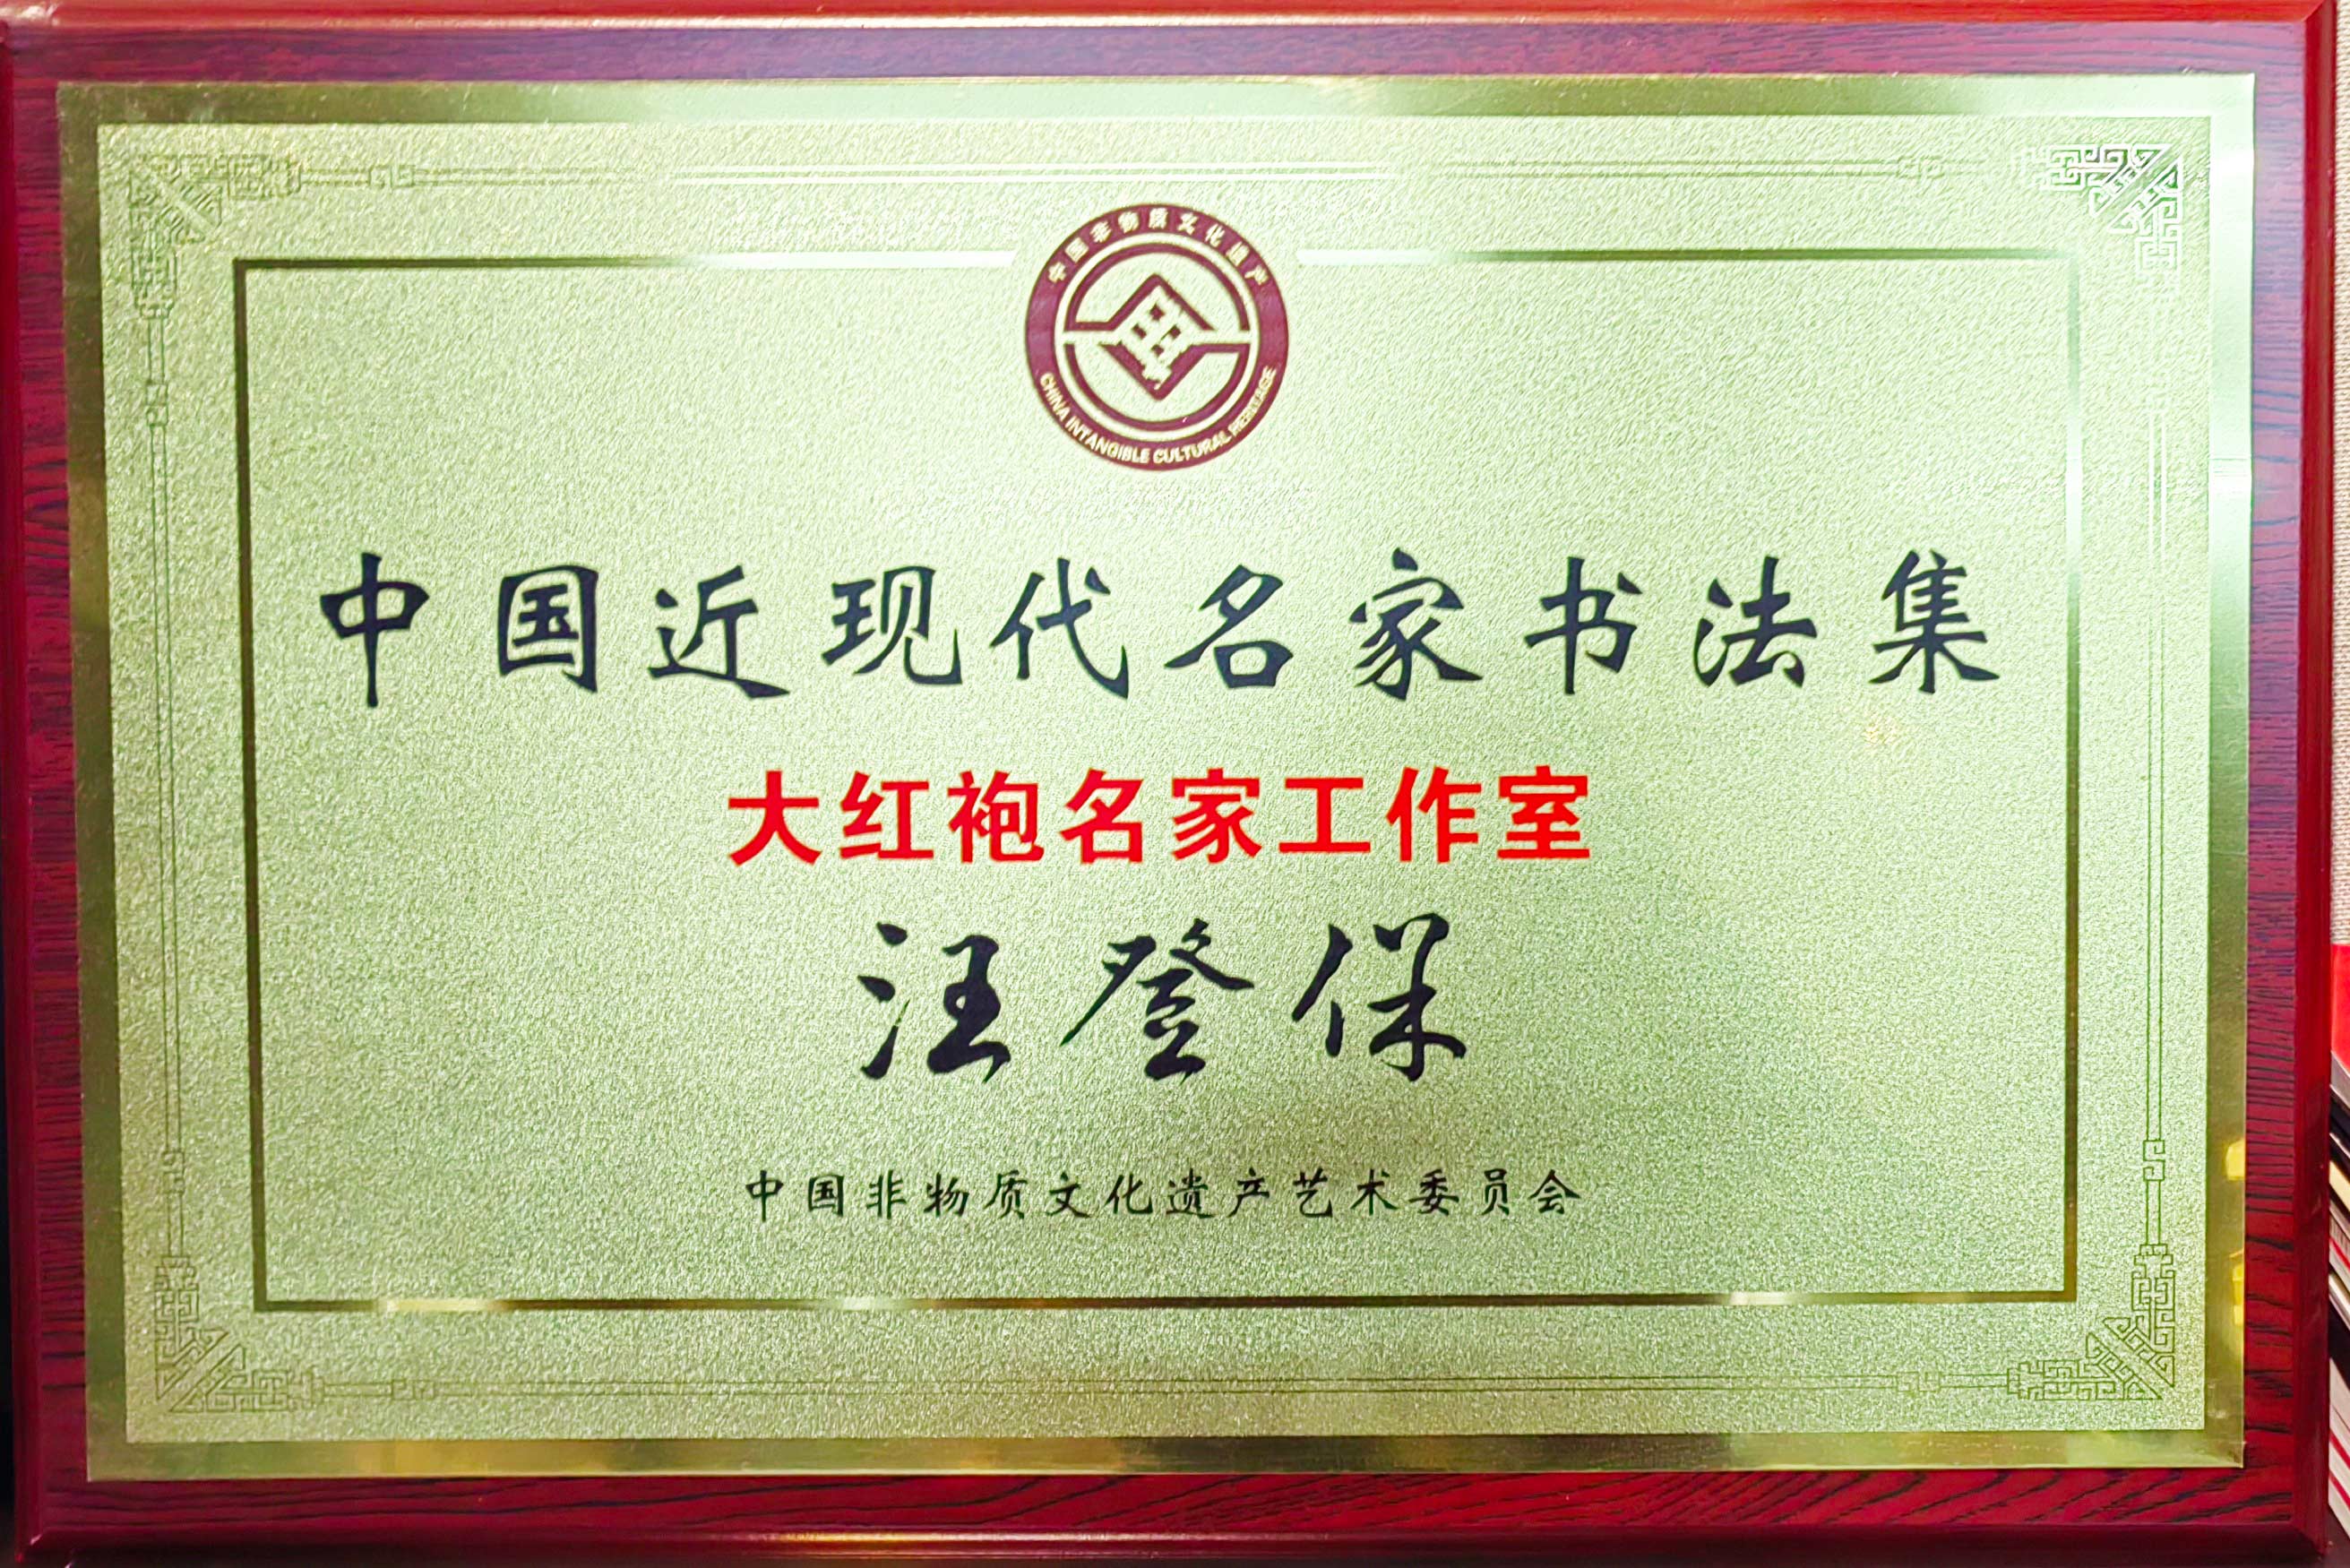 中国非物质文化遗产
CHINA INTANGIBLE CULTURAL HERITAGE
中国近现代名家书法集
大红袍名家工作室
汪登保
中国非物质文化遗产艺术委员会